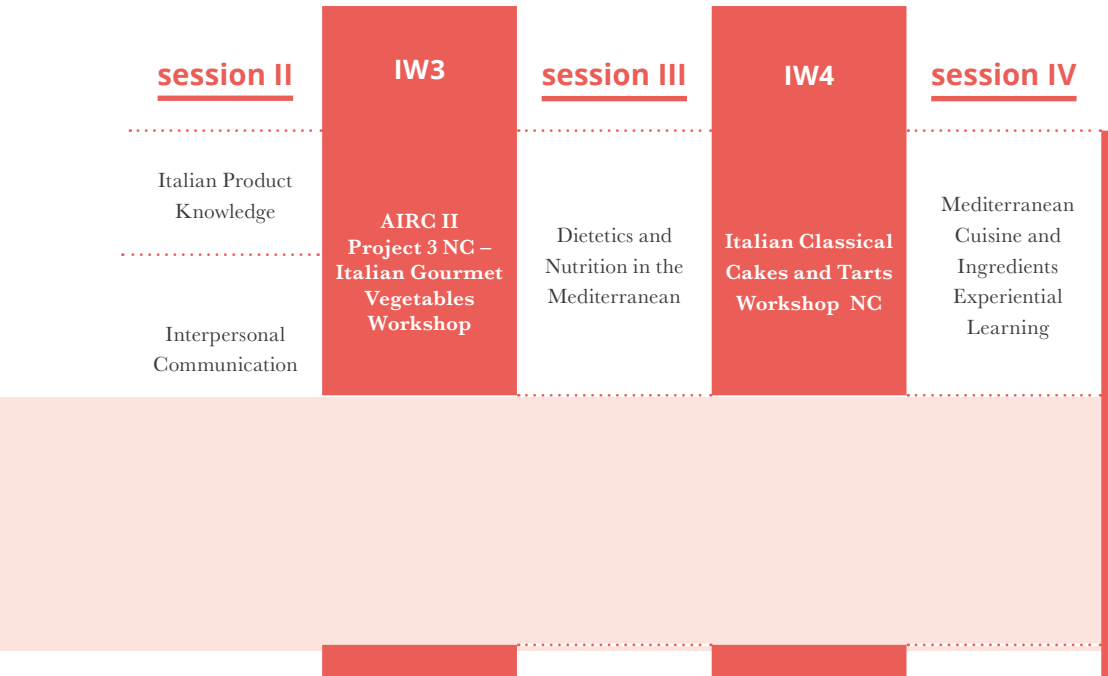 session II
IW3
session III
IW4
session IV
Italian Product
Knowledge
Interpersonal
Communication
AIRC II
Project 3 NC –
Italian Gourmet
Vegetables
Workshop
Dietetics and
Nutrition in the
Mediterranean
Italian Classical
Cakes and Tarts
Workshop NC
Mediterranean
Cuisine and
Ingredients
Experiential
Learning